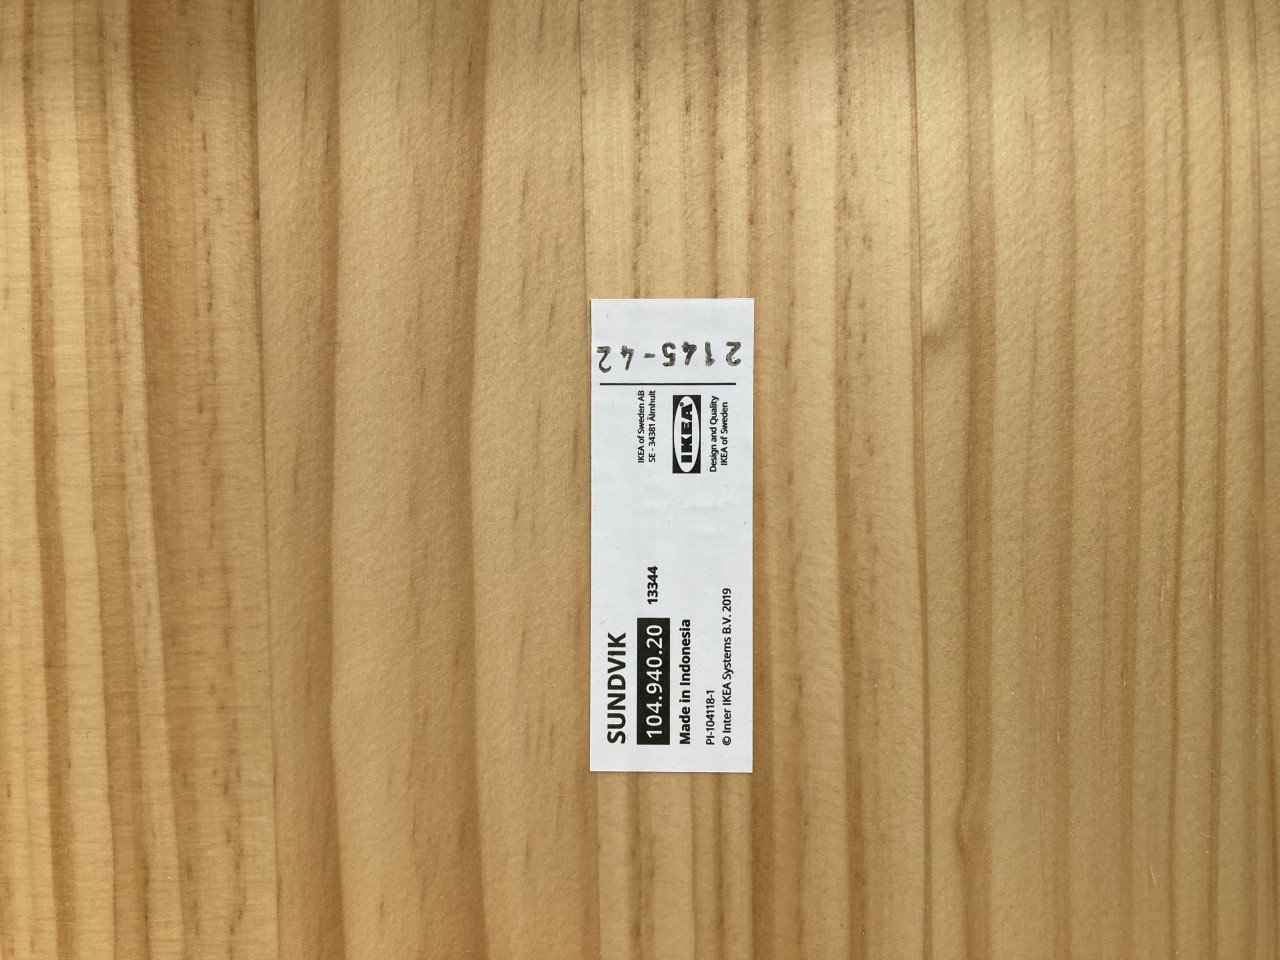 SUNDVIK
104.940.20 13344
Made in Indonesia
PI-104118-1
© Inter IKEA Systems B.V. 2019
IKEA of Sweden AB
SE - 34381 Älmhult
IKEA®
Design and Quality
IKEA of Sweden
2145-42